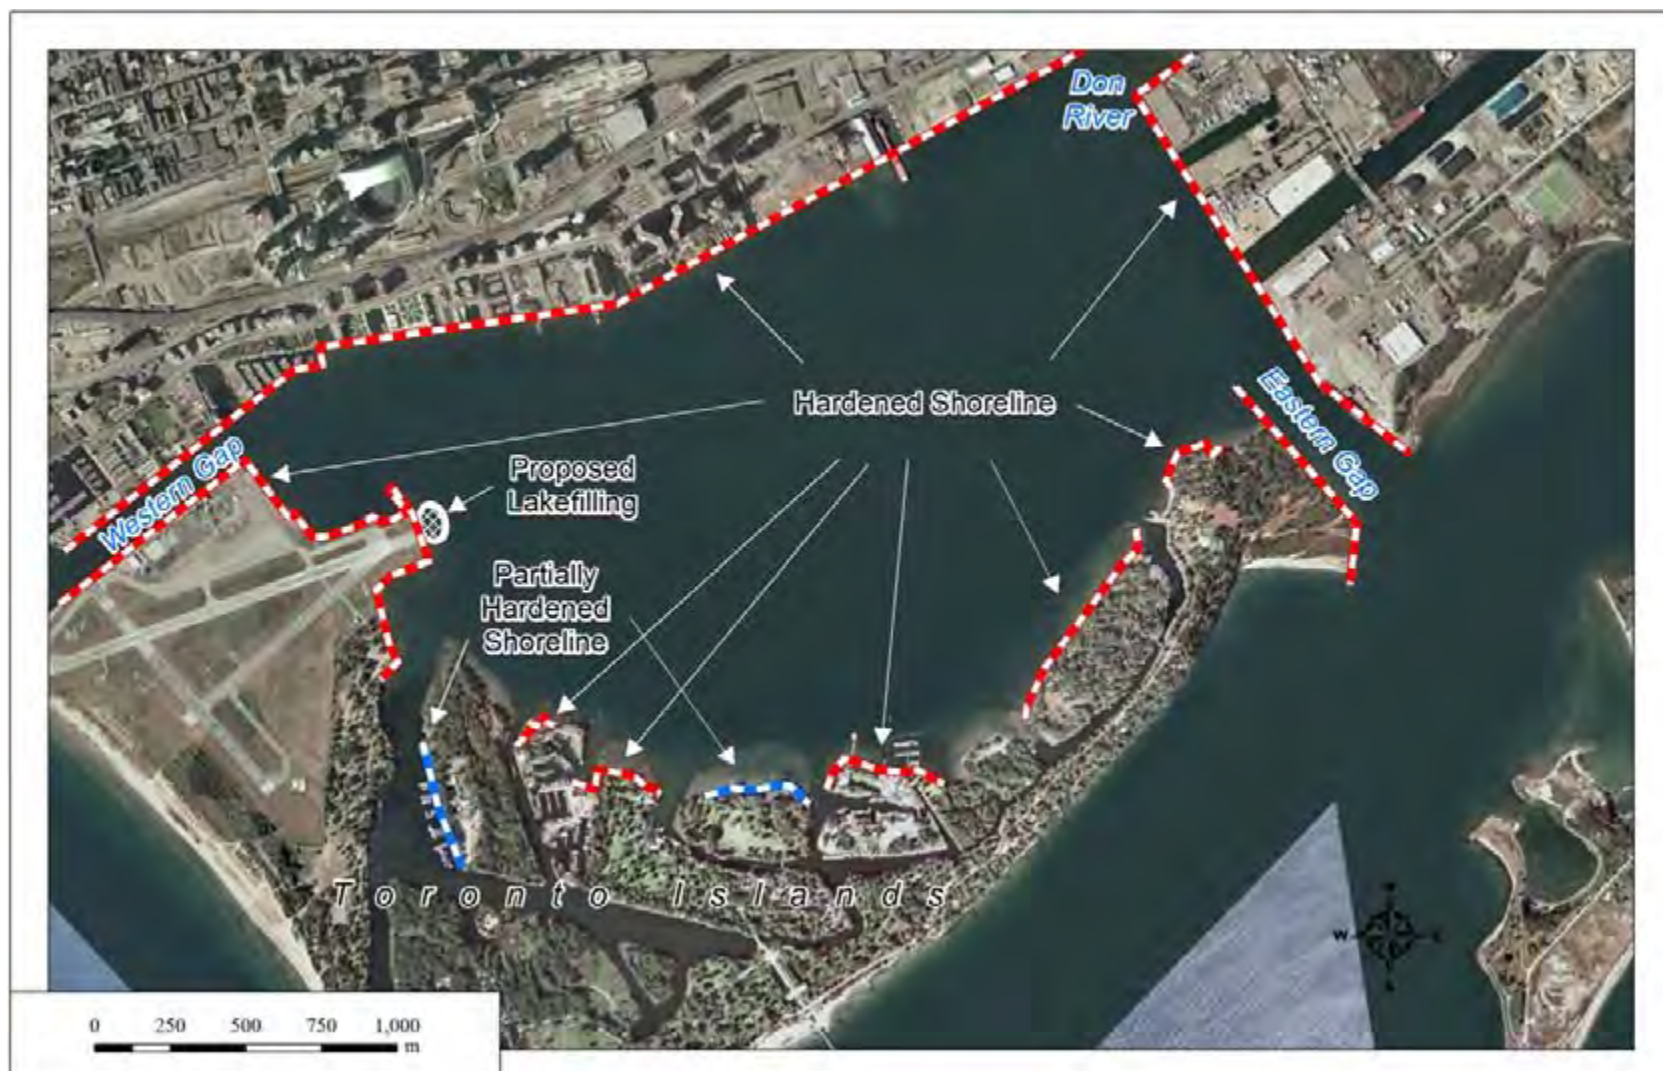 Don
River
Hardened Shoreline
Eastern Gap
Western Gap
Proposed
Lakefilling
Partially
Hardened
Shoreline
Toronto Islands
W
0 250 500 750 1,000
m